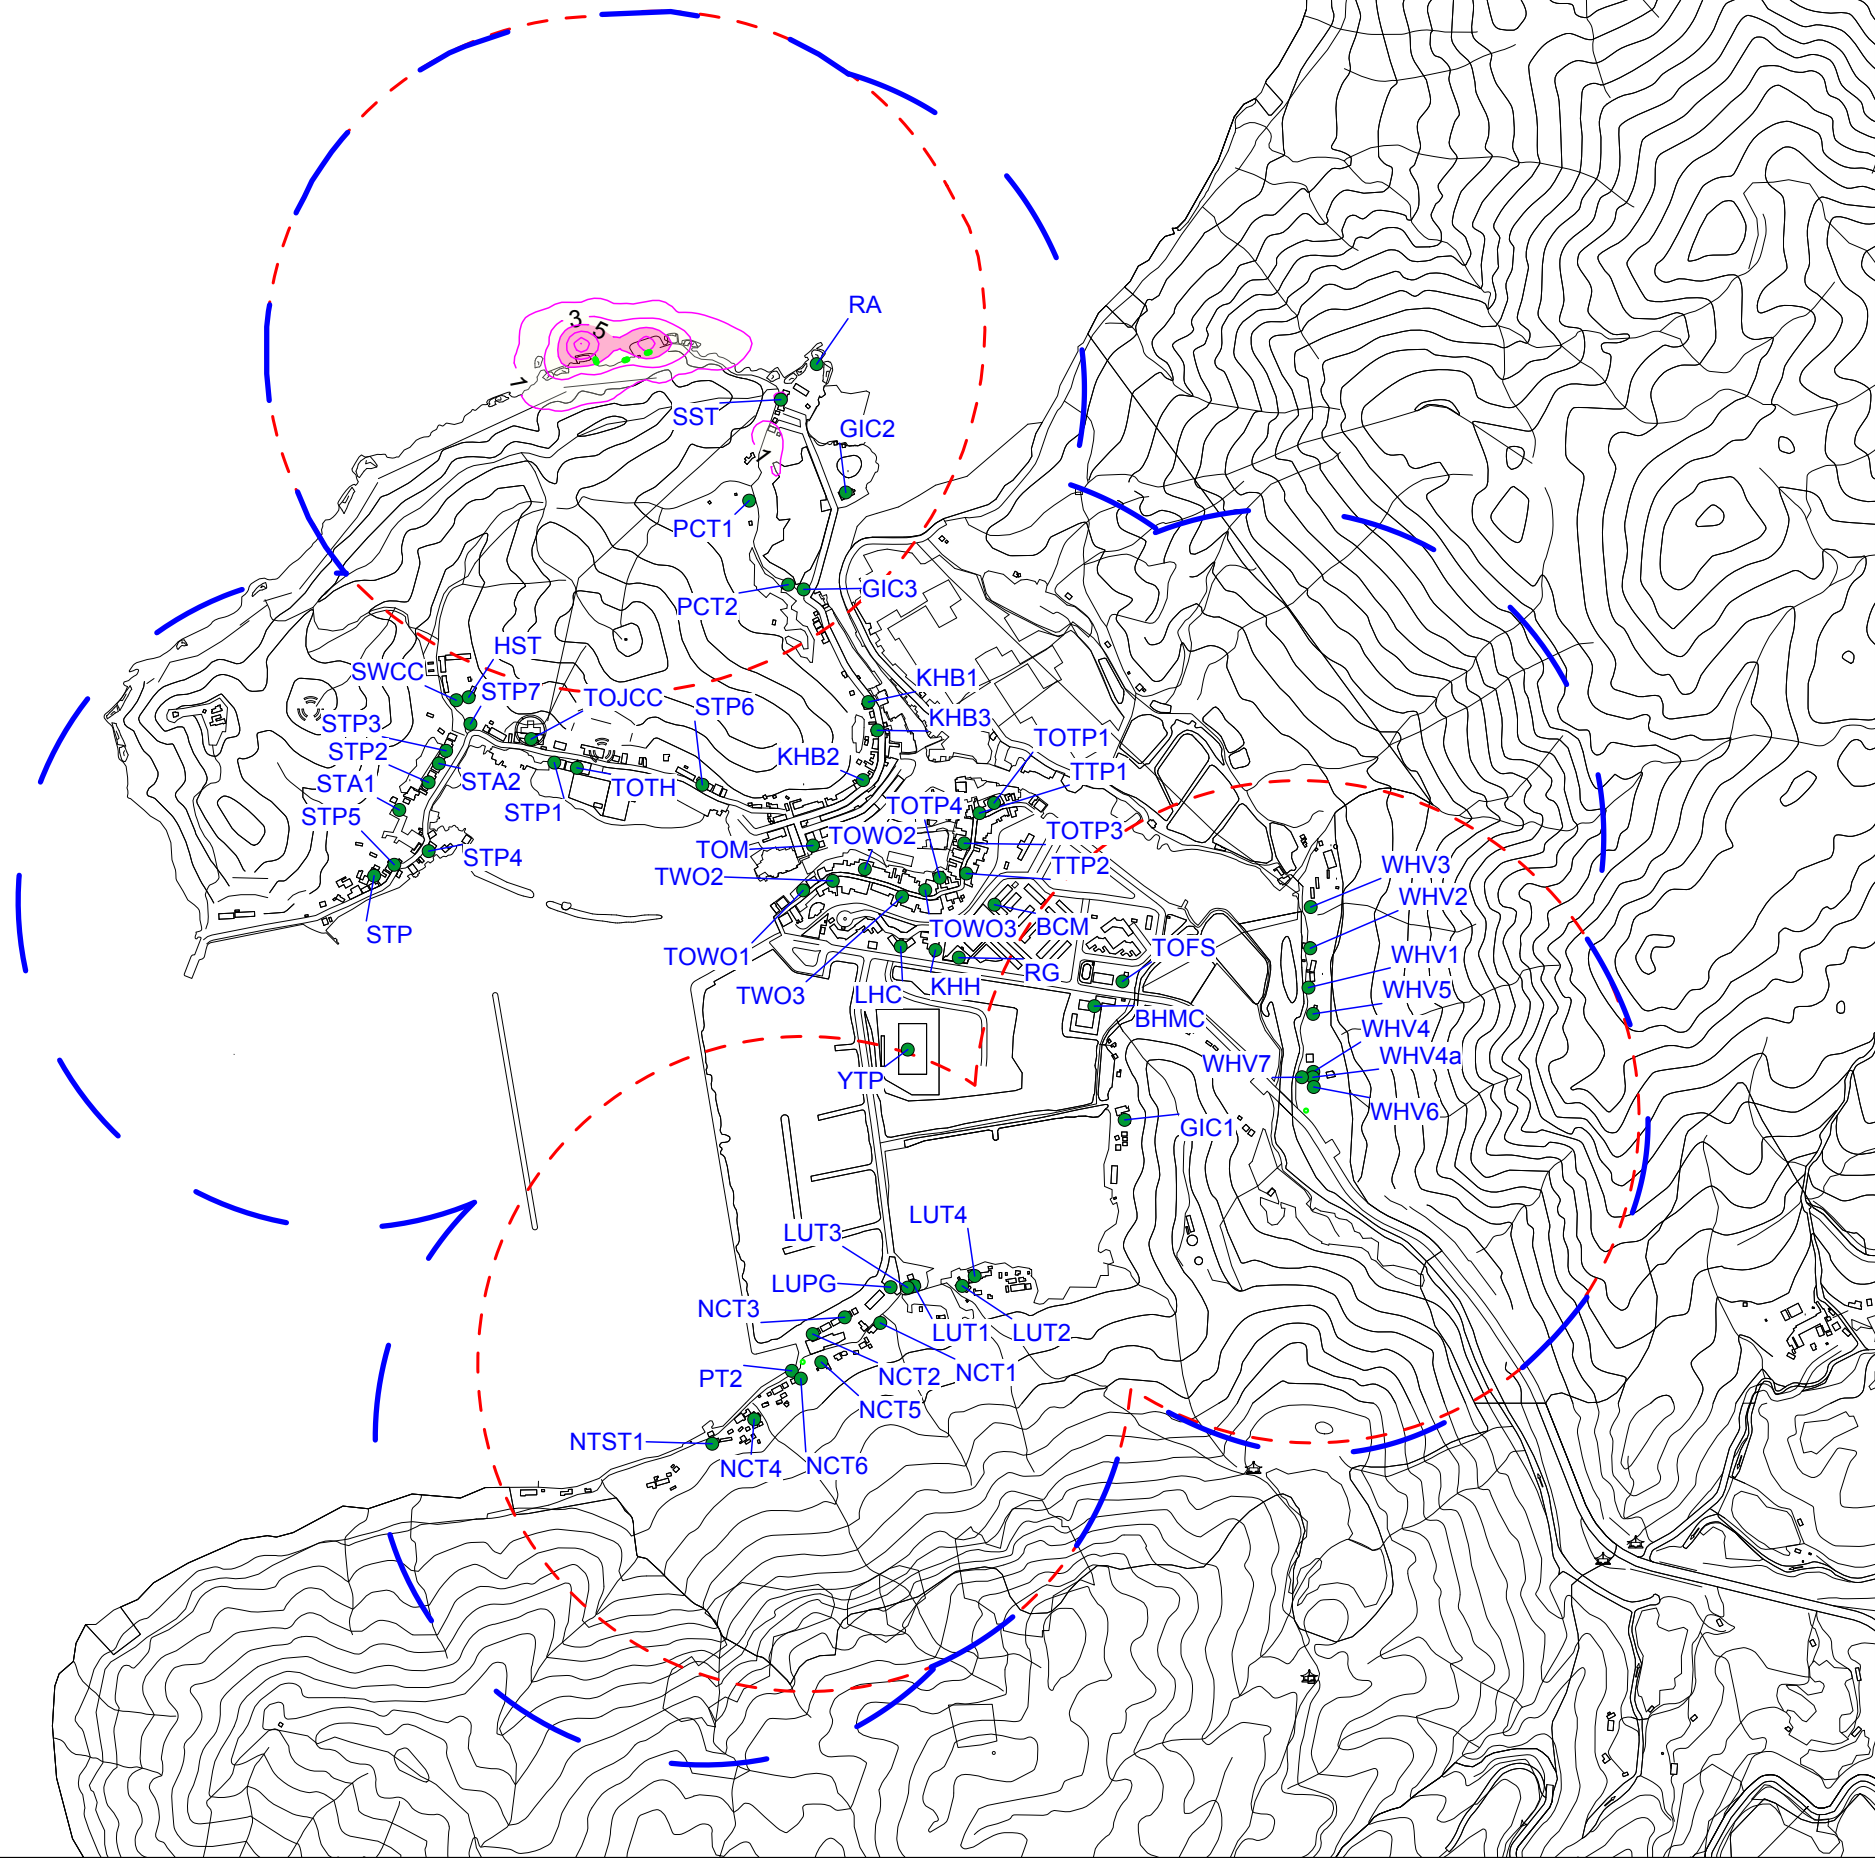 RA
3
5
1
SST
GIC2
1
PCT1
PCT2
GIC3
HST
SWCC
STP7
TOJCC
STP6
KHB1
KHB3
STP3
STP2
STA1
STP5
STA2
STP1
TOTH
KHB2
TOTP1
TTP1
TOTP4
TOTP3
TOWO2
TOM
TWO2
TTP2
STP4
STP
WHV3
WHV2
TOWO3
BCM
TOFS
TOWO1
WHV1
RG
KHH
LHC
TWO3
WHV5
BHMC
WHV4
WHV4a
WHV7
YTP
WHV6
GIC1
LUT4
LUT3
LUPG
NCT3
LUT1
LUT2
NCT1
NCT2
PT2
NCT5
NTST1
NCT4
NCT6